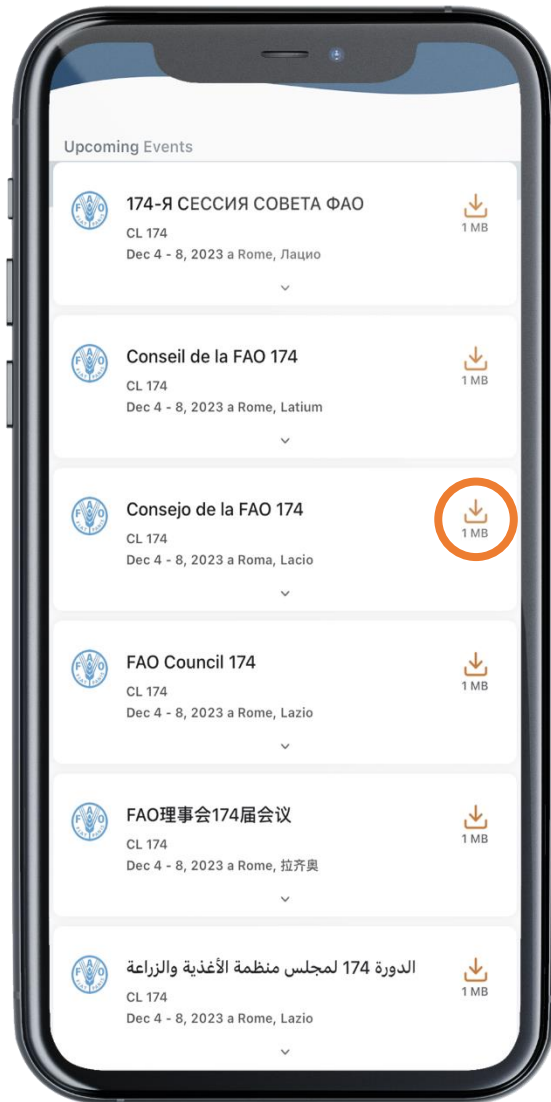 Upcoming Events
174-Я СЕССИЯ СОВЕТА ФАО
1 MB
CL 174
Dec 4 - 8, 2023 a Rome, Лацио
Conseil de la FAO 174
1 MB
CL 174
Dec 4 - 8, 2023 a Rome, Latium
Consejo de la FAO 174
1 MB
CL 174
Dec 4 - 8, 2023 a Roma, Lacio
FAO Council 174
1 MB
CL 174
Dec 4 - 8, 2023 a Rome, Lazio
FAO理事会174届会议
1 MB
CL 174
Dec 4 - 8, 2023 a Rome, 拉齐奥
الدورة 174 لمجلس منظمة الأغذية والزراعة
1 MB
CL 174
Dec 4 - 8, 2023 a Rome, Lazio